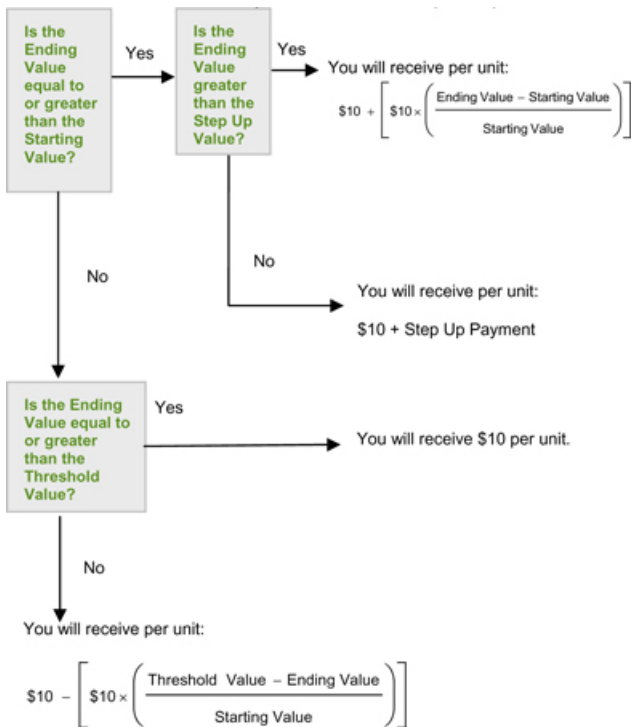 Is the
Ending
Value
equal to
or greater
than the
Starting
Value?
Yes
Is the
Ending
Value
greater
than the
Step Up
Value?
Yes
You will receive per unit:
$10 + [ $10 × ( Ending Value − Starting Value / Starting Value ) ]
No
No
You will receive per unit:
$10 + Step Up Payment
Is the Ending
Value equal to
or greater
than the
Threshold
Value?
Yes
You will receive $10 per unit.
No
You will receive per unit:
$10 − [ $10 × ( Threshold Value − Ending Value / Starting Value ) ]